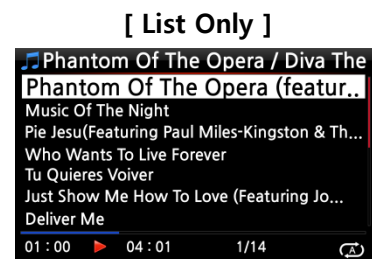 [ List Only ]
Phantom Of The Opera / Diva The
Phantom Of The Opera (featur..
Music Of The Night
Pie Jesu(Featuring Paul Miles-Kingston & Th...
Who Wants To Live Forever
Tu Quieres Voiver
Just Show Me How To Love (Featuring Jo...
Deliver Me
01 : 00 04 : 01 1/14 A